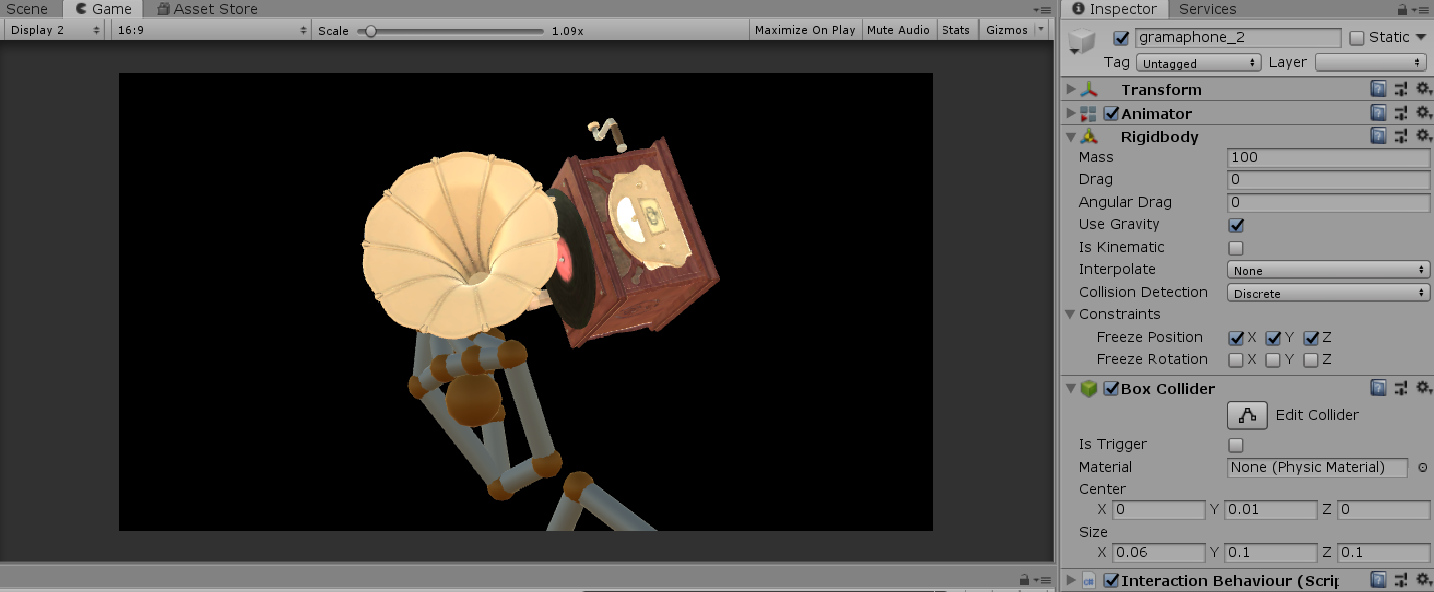 Scene Game Asset Store
Display 2 16:9 Scale 1.09x Maximize On Play Mute Audio Stats Gizmos
Inspector Services
gramaphone_2 Static
Tag Untagged Layer
Transform
Animator
Rigidbody
Mass 100
Drag 0
Angular Drag 0
Use Gravity
Is Kinematic
Interpolate None
Collision Detection Discrete
Constraints
Freeze Position X Y Z
Freeze Rotation X Y Z
Box Collider
Edit Collider
Is Trigger
Material None (Physic Material)
Center
X 0 Y 0.01 Z 0
Size
X 0.06 Y 0.1 Z 0.1
Interaction Behaviour (Scrip